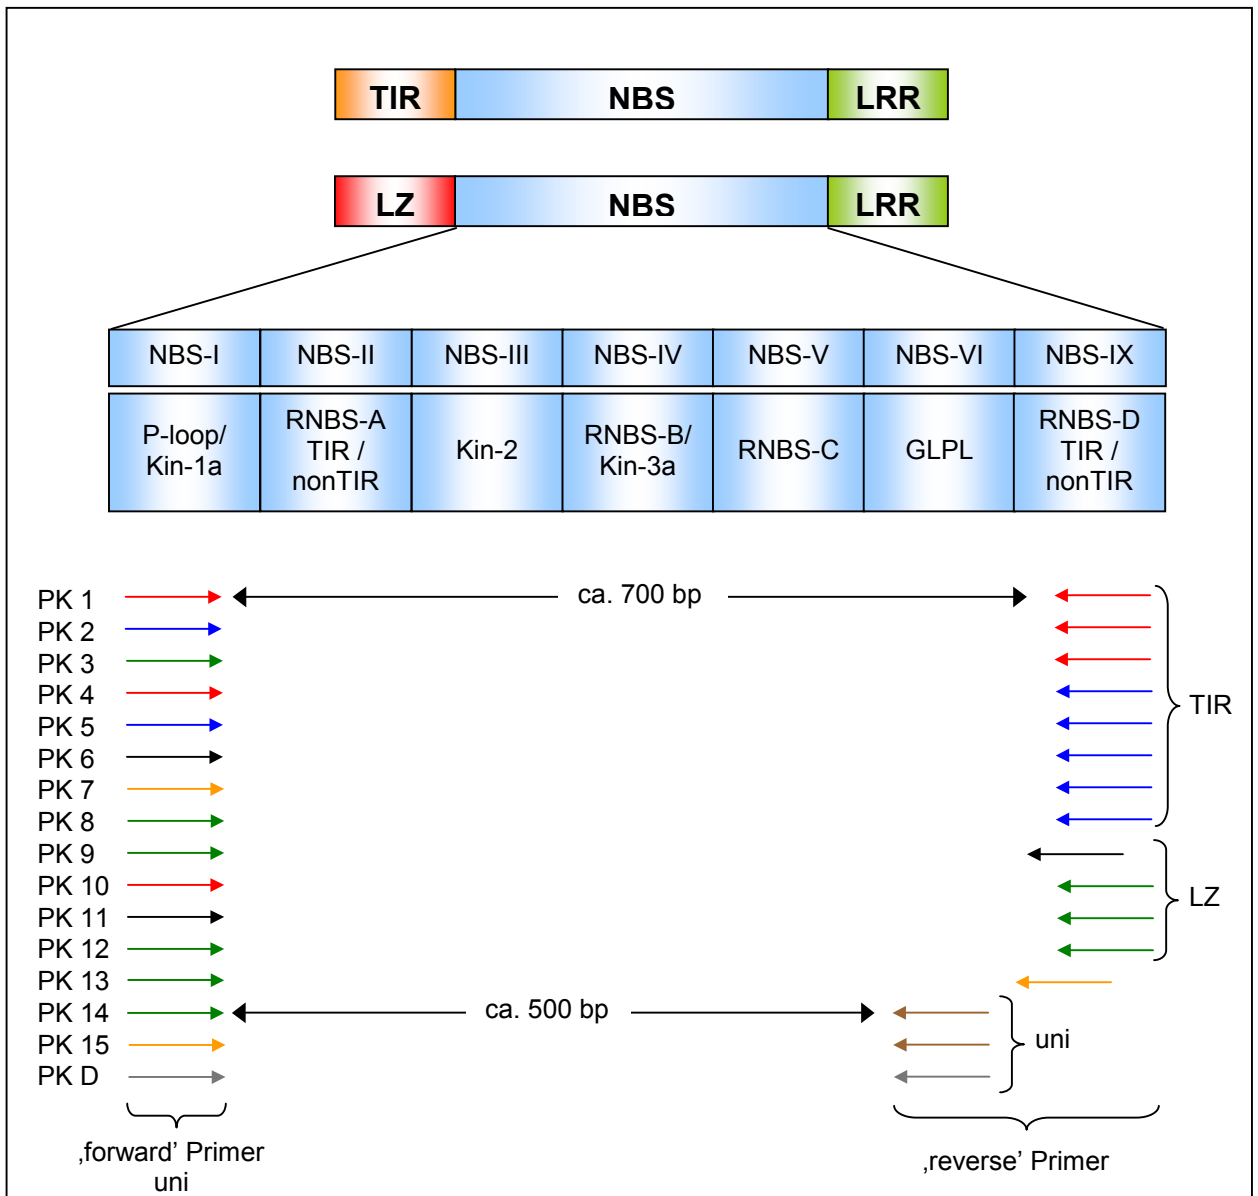 TIR NBS LRR
LZ NBS LRR
NBS-I NBS-II NBS-III NBS-IV NBS-V NBS-VI NBS-IX
P-loop/
Kin-1a
RNBS-A
TIR /
nonTIR
Kin-2
RNBS-B/
Kin-3a
RNBS-C
GLPL
RNBS-D
TIR /
nonTIR
PK 1 ca. 700 bp
PK 2
PK 3
PK 4
TIR
PK 5
PK 6
PK 7
PK 8
PK 9
PK 10
LZ
PK 11
PK 12
PK 13
PK 14 ca. 500 bp
PK 15 uni
PK D
‚forward’ Primer
uni
‚reverse’ Primer